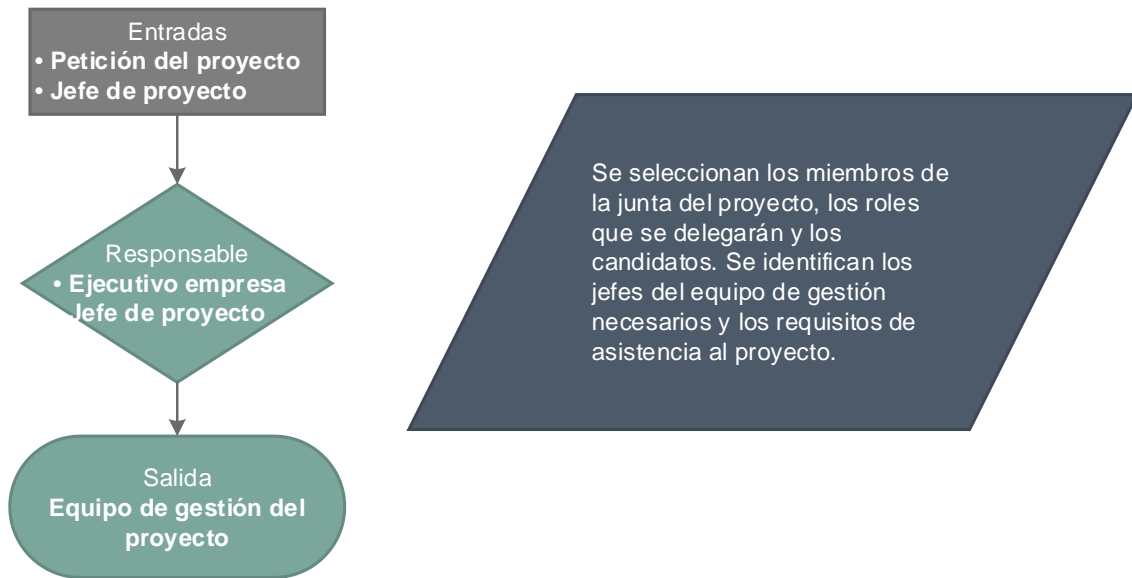 Entradas
• Petición del proyecto
• Jefe de proyecto
Responsable
• Ejecutivo empresa
Jefe de proyecto
Salida
Equipo de gestión del
proyecto
Se seleccionan los miembros de
la junta del proyecto, los roles
que se delegarán y los
candidatos. Se identifican los
jefes del equipo de gestión
necesarios y los requisitos de
asistencia al proyecto.